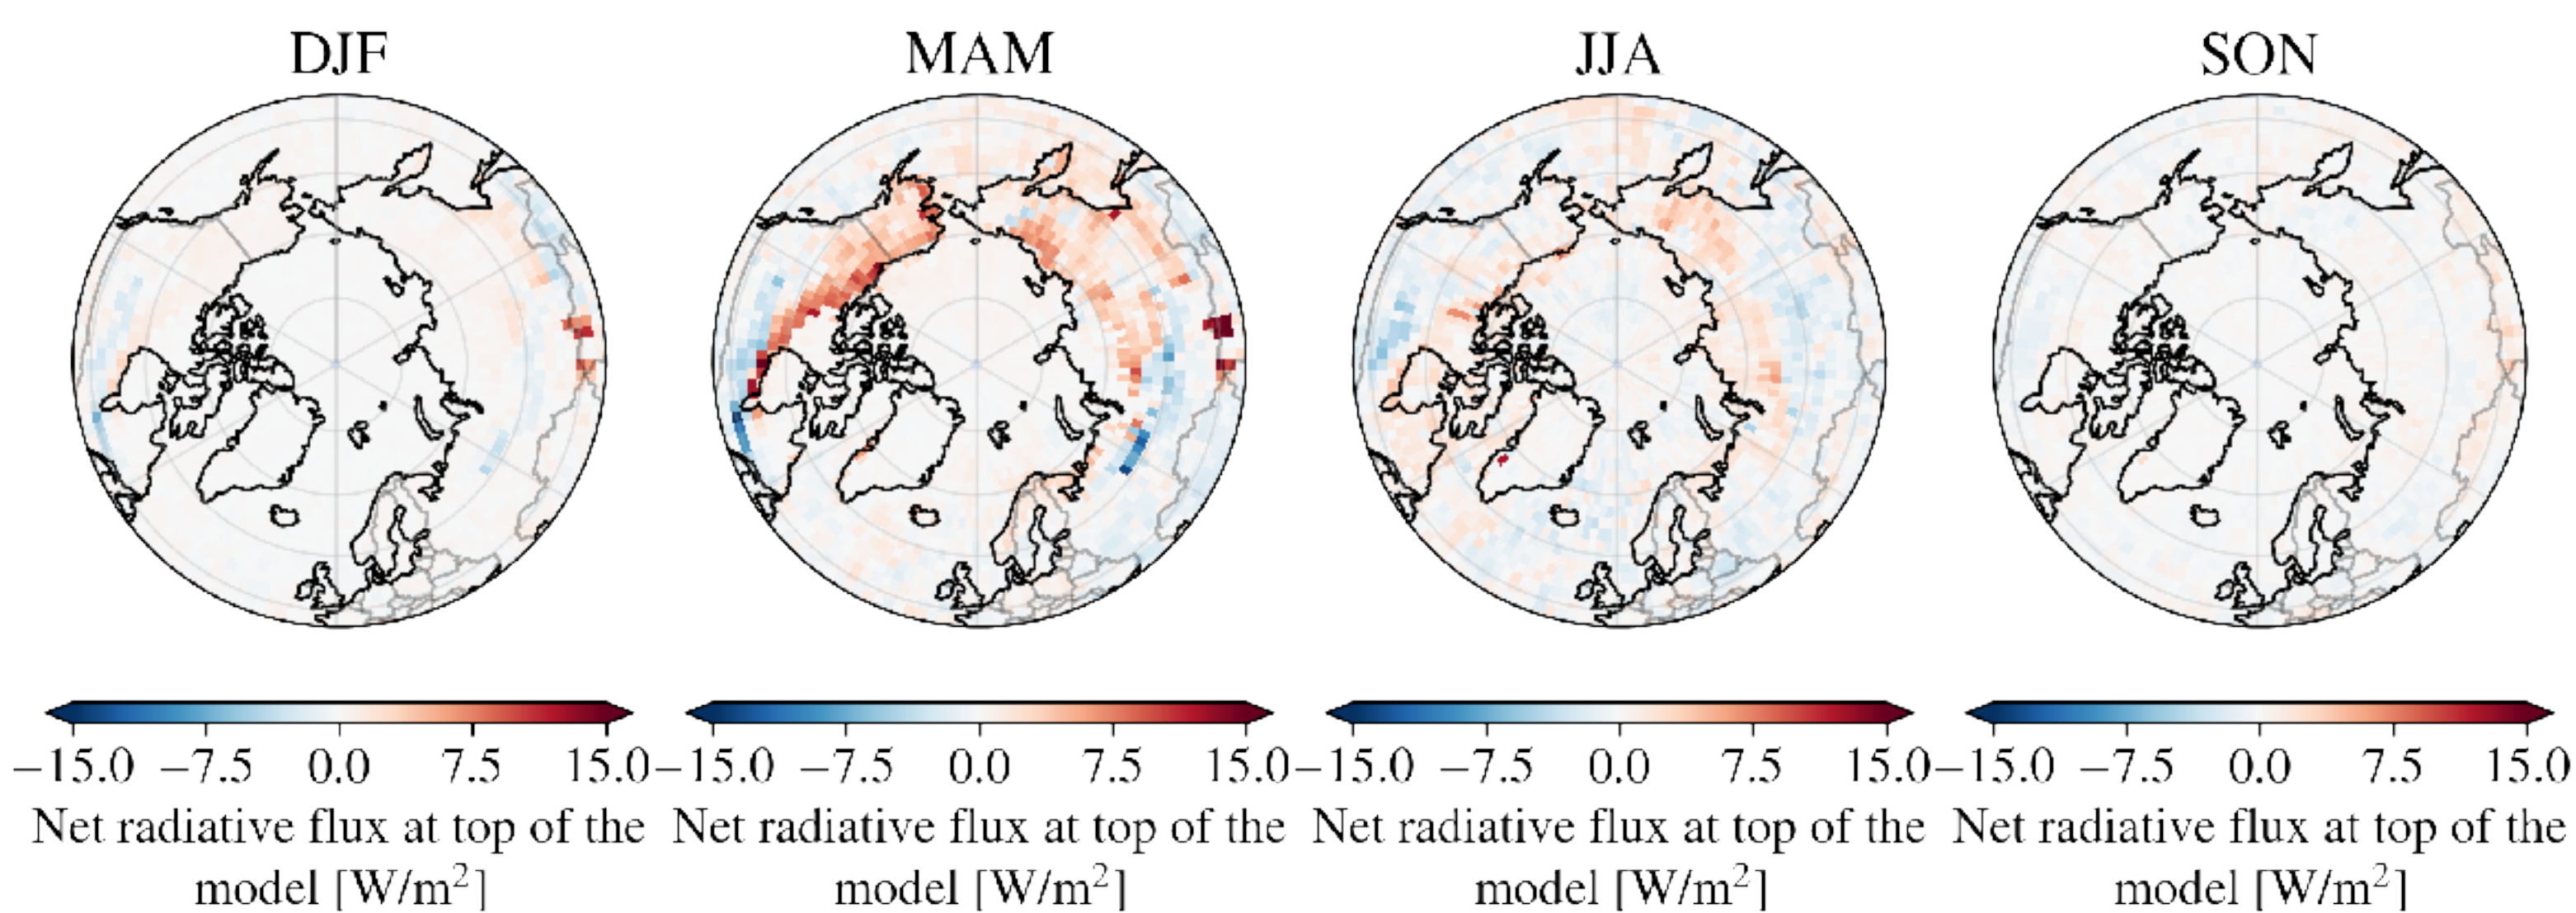 DJF MAM JJA SON
−15.0 −7.5 0.0 7.5 15.0 −15.0 −7.5 0.0 7.5 15.0 −15.0 −7.5 0.0 7.5 15.0 −15.0 −7.5 0.0 7.5 15.0
Net radiative flux at top of the Net radiative flux at top of the Net radiative flux at top of the Net radiative flux at top of the
model [W/m²] model [W/m²] model [W/m²] model [W/m²]